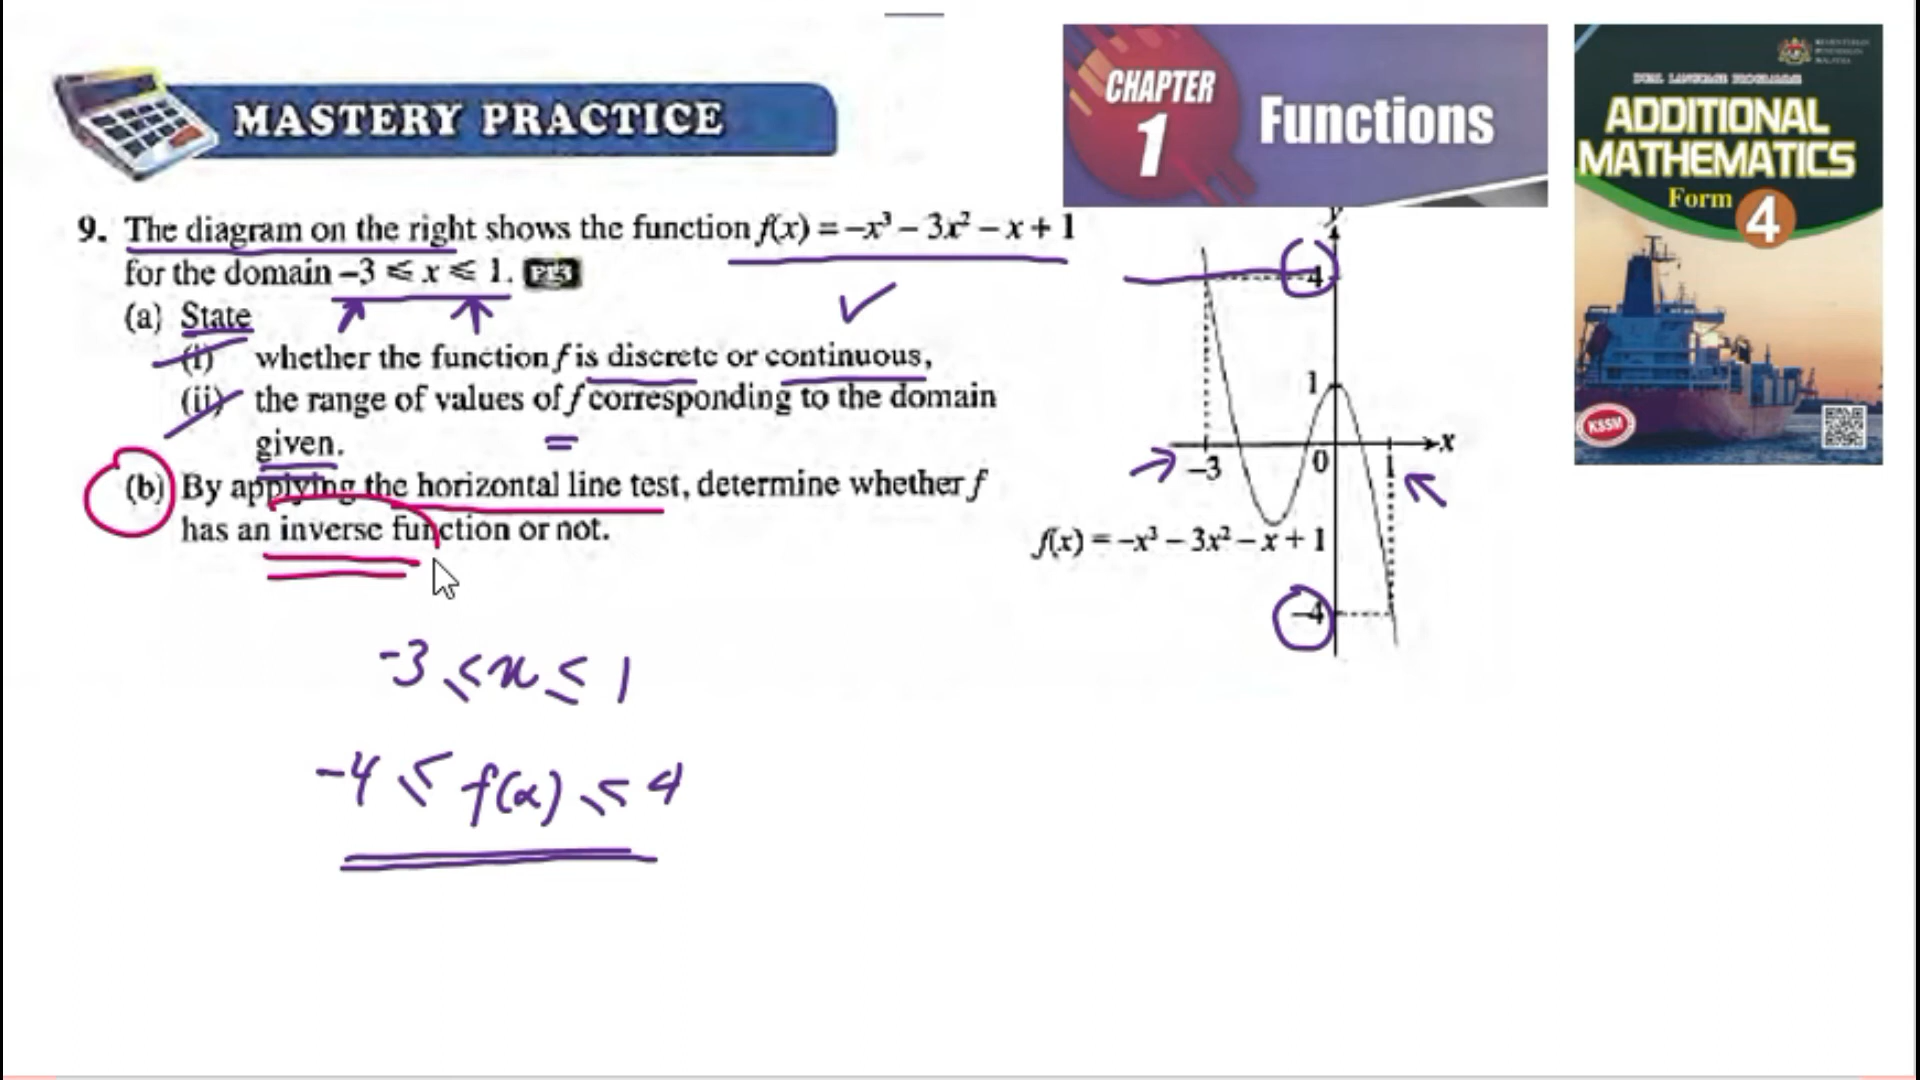 MASTERY PRACTICE
CHAPTER
1
Functions
DUAL LANGUAGE PROGRAMME
ADDITIONAL
MATHEMATICS
Form 4
KSSM
9. The diagram on the right shows the function f(x) = –x³ – 3x² – x + 1
for the domain –3 ⩽ x ⩽ 1.
(a) State
(i) whether the function f is discrete or continuous,
(ii) the range of values of f corresponding to the domain
given.
(b) By applying the horizontal line test, determine whether f
has an inverse function or not.
y
4
1
x
–3
0
1
f(x) = –x³ – 3x² – x + 1
–4
-3 ≤ x ≤ 1
-4 ≤ f(x) ≤ 4